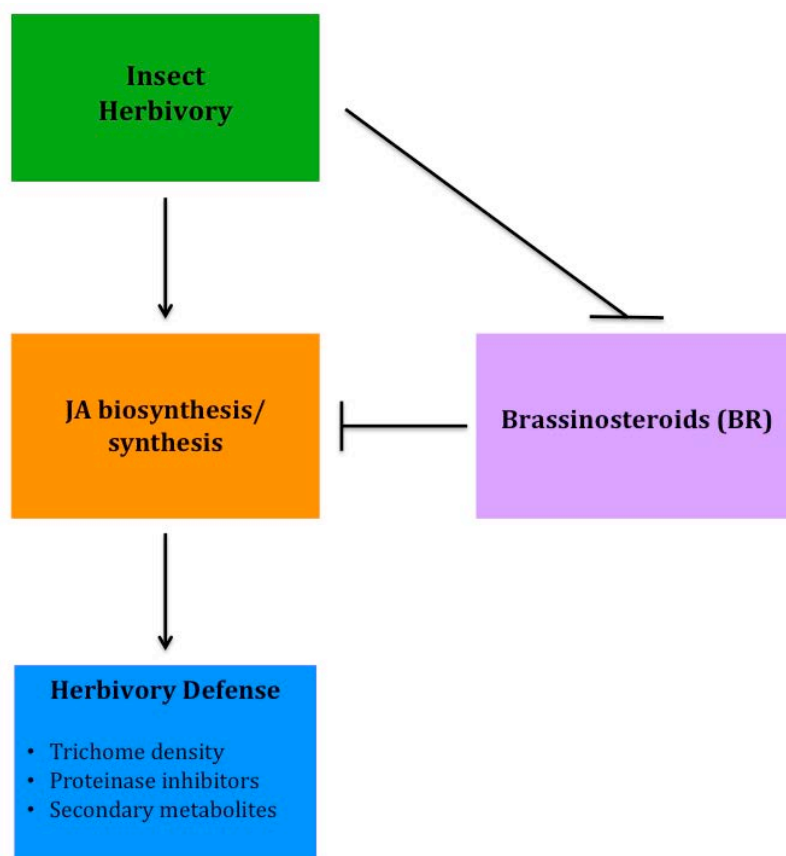 Insect
Herbivory
JA biosynthesis/
synthesis
Brassinosteroids (BR)
Herbivory Defense
• Trichome density
• Proteinase inhibitors
• Secondary metabolites